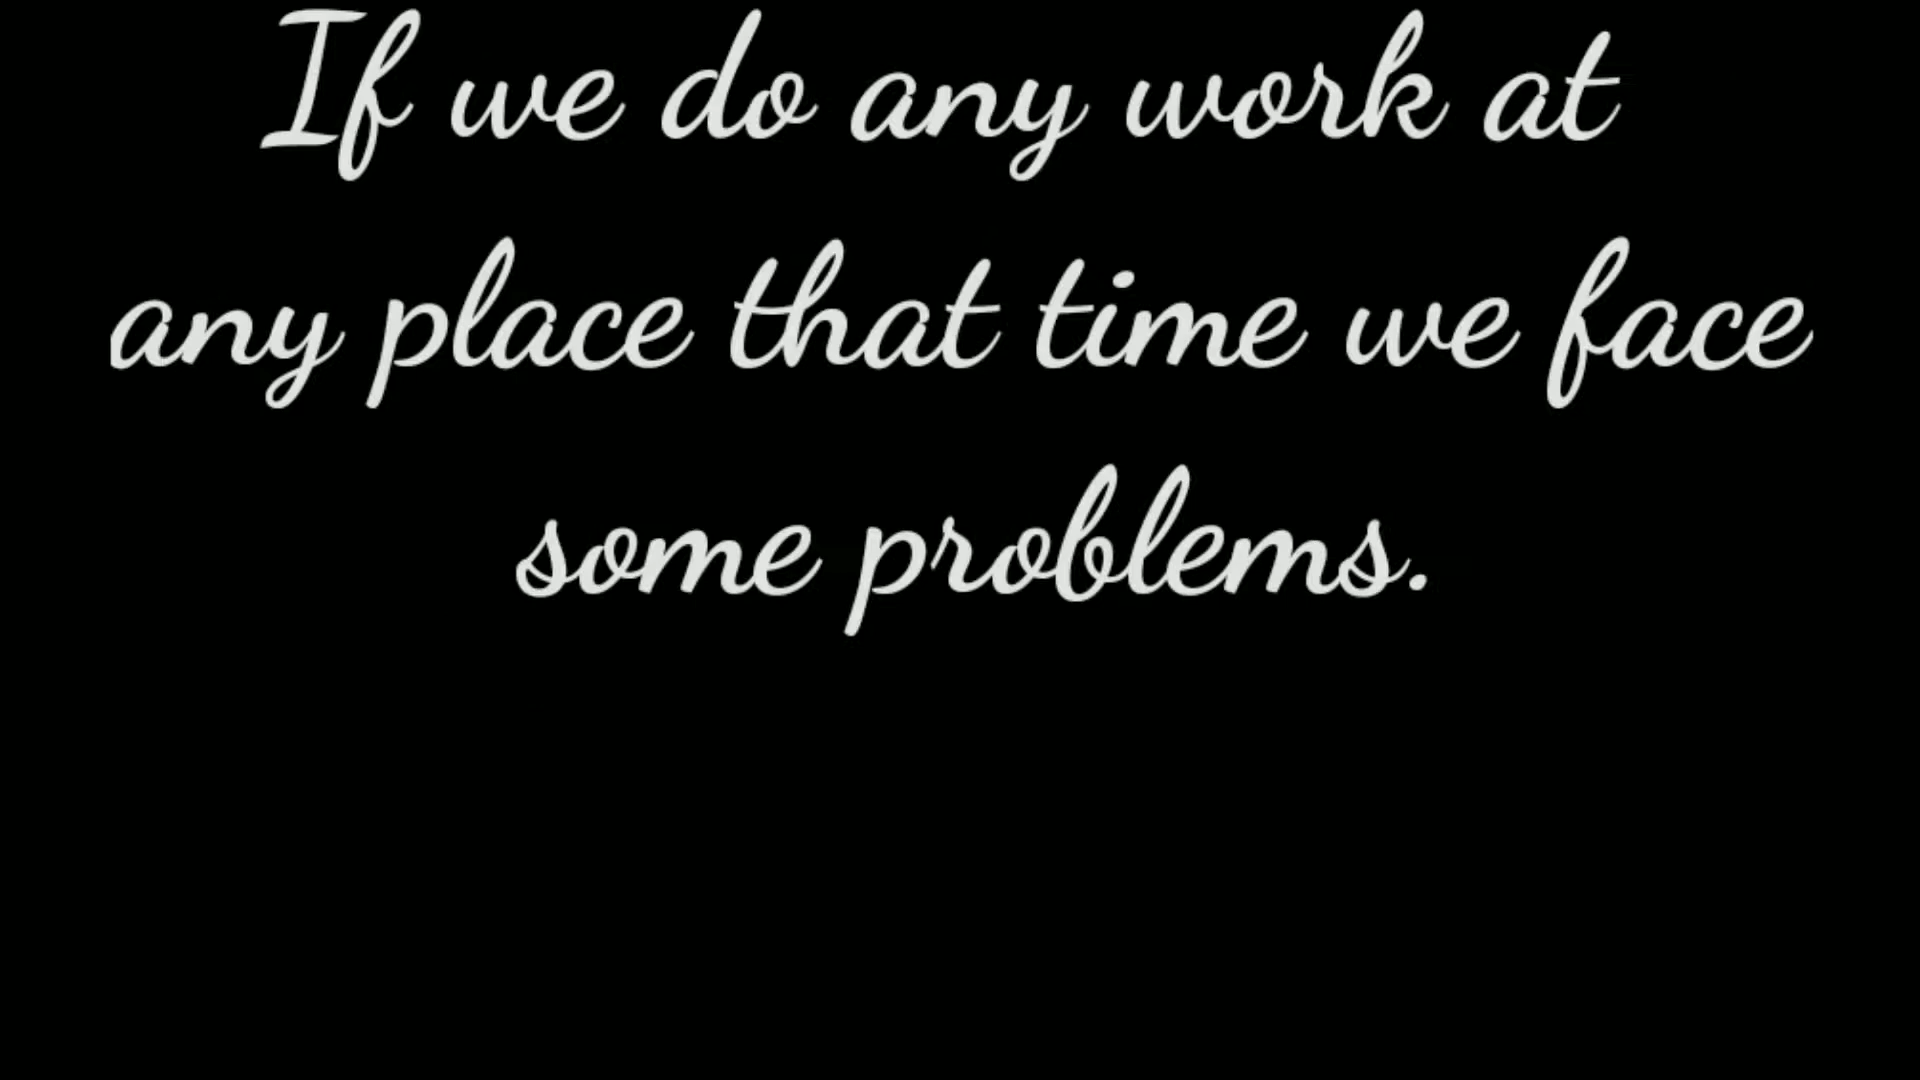 If we do any work at
any place that time we face
some problems.